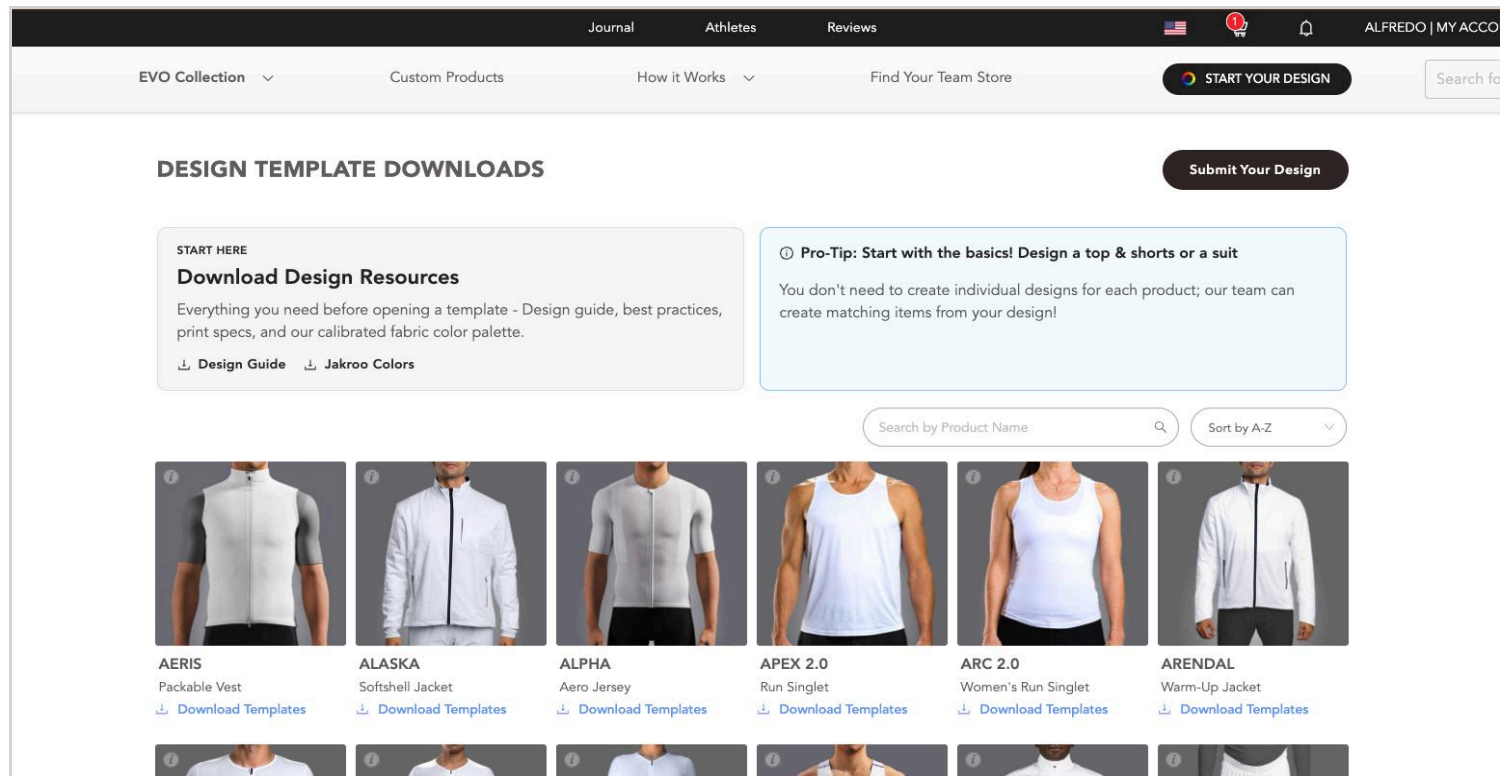 Journal Athletes Reviews 1 ALFREDO | MY ACCO
EVO Collection Custom Products How it Works Find Your Team Store START YOUR DESIGN Search fo
DESIGN TEMPLATE DOWNLOADS
Submit Your Design
START HERE
Download Design Resources
Everything you need before opening a template - Design guide, best practices,
print specs, and our calibrated fabric color palette.
Design Guide Jakroo Colors
Pro-Tip: Start with the basics! Design a top & shorts or a suit
You don't need to create individual designs for each product; our team can
create matching items from your design!
Search by Product Name
Sort by A-Z
AERIS
Packable Vest
Download Templates
ALASKA
Softshell Jacket
Download Templates
ALPHA
Aero Jersey
Download Templates
APEX 2.0
Run Singlet
Download Templates
ARC 2.0
Women's Run Singlet
Download Templates
ARENDAL
Warm-Up Jacket
Download Templates